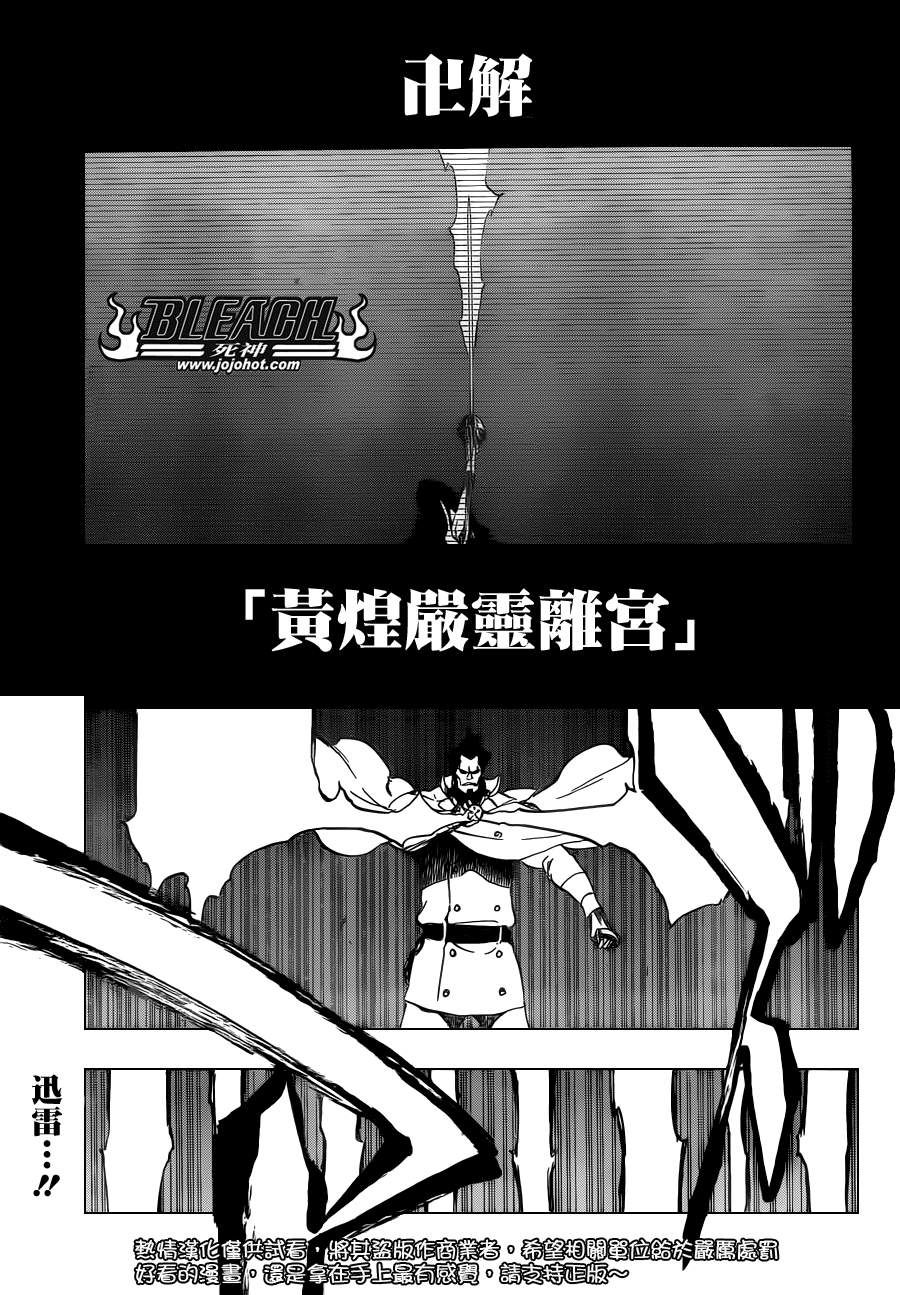 卍解
BLEACH
死神
www.jojohot.com
「黃煌嚴靈離宮」
迅雷…!!
熱情漢化僅供試看，將其盜版作商業者，希望相關單位給於嚴厲處罰
好看的漫畫，還是拿在手上最有感覺，請支持正版～